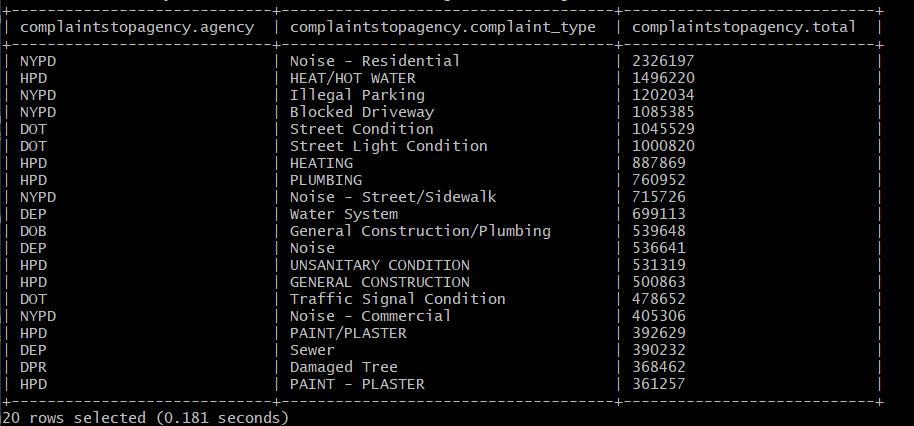 +-----------------------------+-------------------------------------+----------------------------+
| complaintstopagency.agency | complaintstopagency.complaint_type | complaintstopagency.total |
+-----------------------------+-------------------------------------+----------------------------+
| NYPD | Noise - Residential | 2326197 |
| HPD | HEAT/HOT WATER | 1496220 |
| NYPD | Illegal Parking | 1202034 |
| NYPD | Blocked Driveway | 1085385 |
| DOT | Street Condition | 1045529 |
| DOT | Street Light Condition | 1000820 |
| HPD | HEATING | 887869 |
| HPD | PLUMBING | 760952 |
| NYPD | Noise - Street/Sidewalk | 715726 |
| DEP | Water System | 699113 |
| DOB | General Construction/Plumbing | 539648 |
| DEP | Noise | 536641 |
| HPD | UNSANITARY CONDITION | 531319 |
| HPD | GENERAL CONSTRUCTION | 500863 |
| DOT | Traffic Signal Condition | 478652 |
| NYPD | Noise - Commercial | 405306 |
| HPD | PAINT/PLASTER | 392629 |
| DEP | Sewer | 390232 |
| DPR | Damaged Tree | 368462 |
| HPD | PAINT - PLASTER | 361257 |
+-----------------------------+-------------------------------------+----------------------------+
20 rows selected (0.181 seconds)